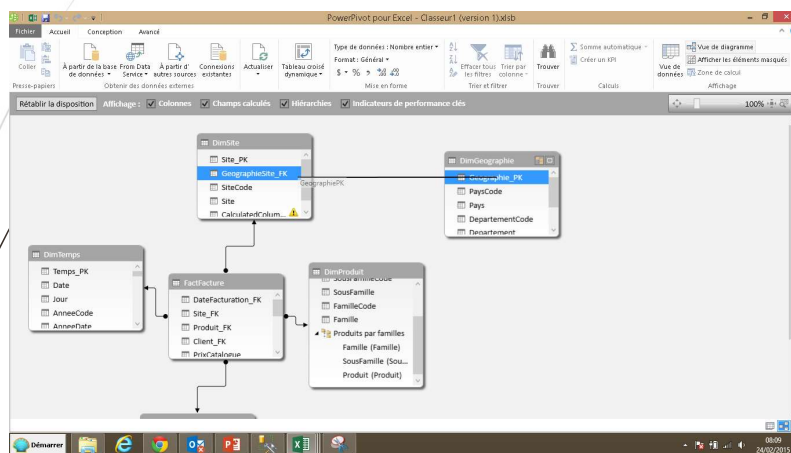 PowerPivot pour Excel - Classeur1 (version 1).xlsb
Fichier Accueil Conception Avancé
Coller
À partir de la base de données
From Data Service
À partir d' autres sources
Connexions existantes
Actualiser
Tableau croisé dynamique
Type de données : Nombre entier
Format : Général
$ % ,
Effacer tous les filtres
Trier par colonne
Trouver
Somme automatique
Créer un KPI
Vue de données
Vue de diagramme
Afficher les éléments masqués
Zone de calcul
Presse-papiers
Obtenir des données externes
Mise en forme
Trier et filtrer
Trouver
Calculs
Affichage
Rétablir la disposition Affichage : Colonnes Champs calculés Hiérarchies Indicateurs de performance clés 100%
DimSite
Site_PK
GeographieSite_FK
SiteCode
Site
CalculatedColum...
GeographiePK
DimGeographie
Geographie_PK
PaysCode
Pays
DepartementCode
Departement
DimTemps
Temps_PK
Date
Jour
AnneeCode
AnneeDate
FactFacture
DateFacturation_FK
Site_FK
Produit_FK
Client_FK
PrixCatalogue
DimProduit
SousFamilleCode
SousFamille
FamilleCode
Famille
Produits par familles
Famille (Famille)
SousFamille (Sou...
Produit (Produit)
Démarrer
08:09
24/02/2015